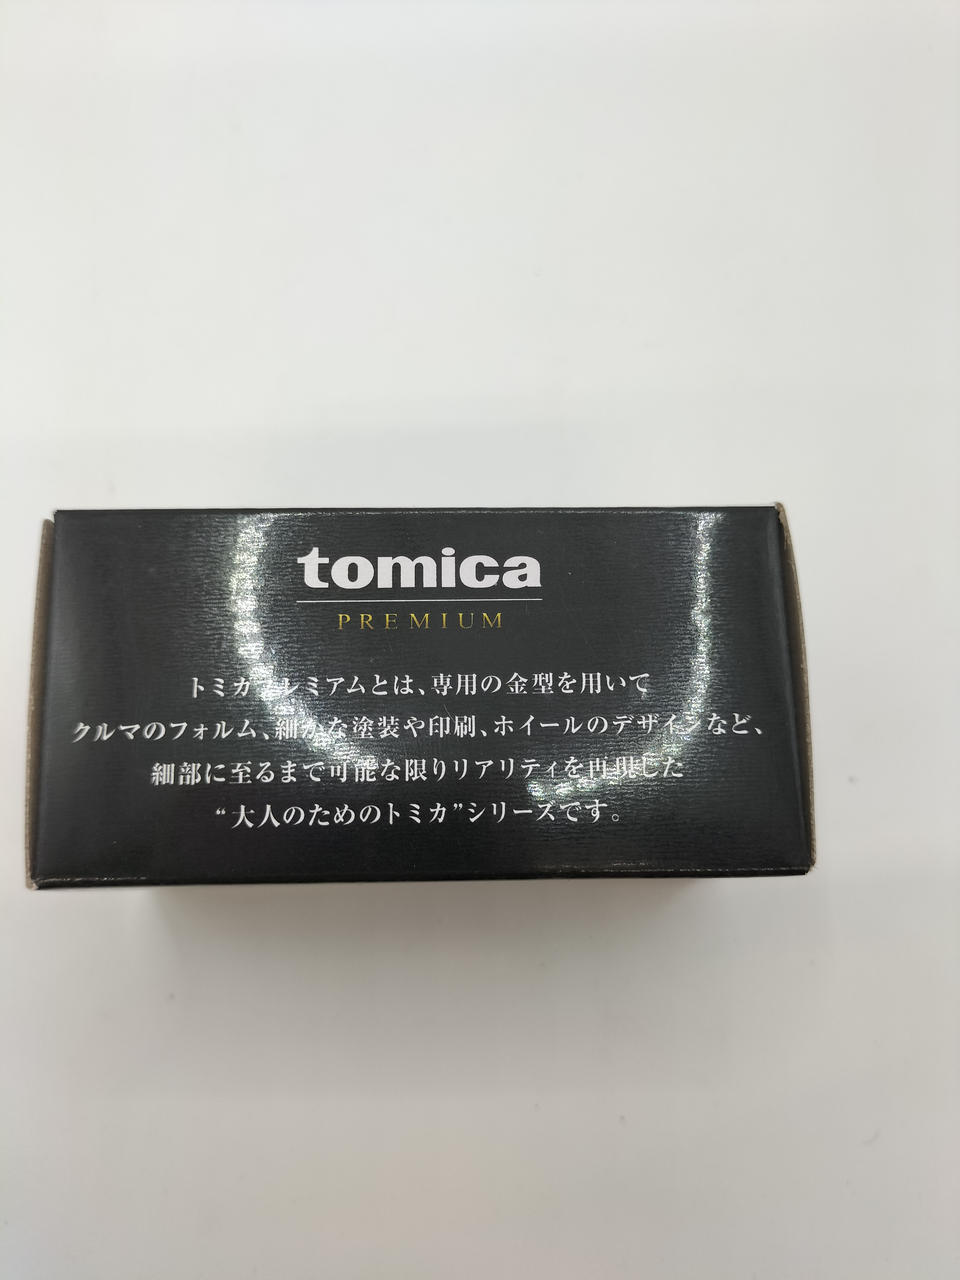 tomica
PREMIUM
トミカプレミアムとは、専用の金型を用いて
クルマのフォルム、細かな塗装や印刷、ホイールのデザインなど、
細部に至るまで可能な限りリアリティを再現した
“大人のためのトミカ”シリーズです。